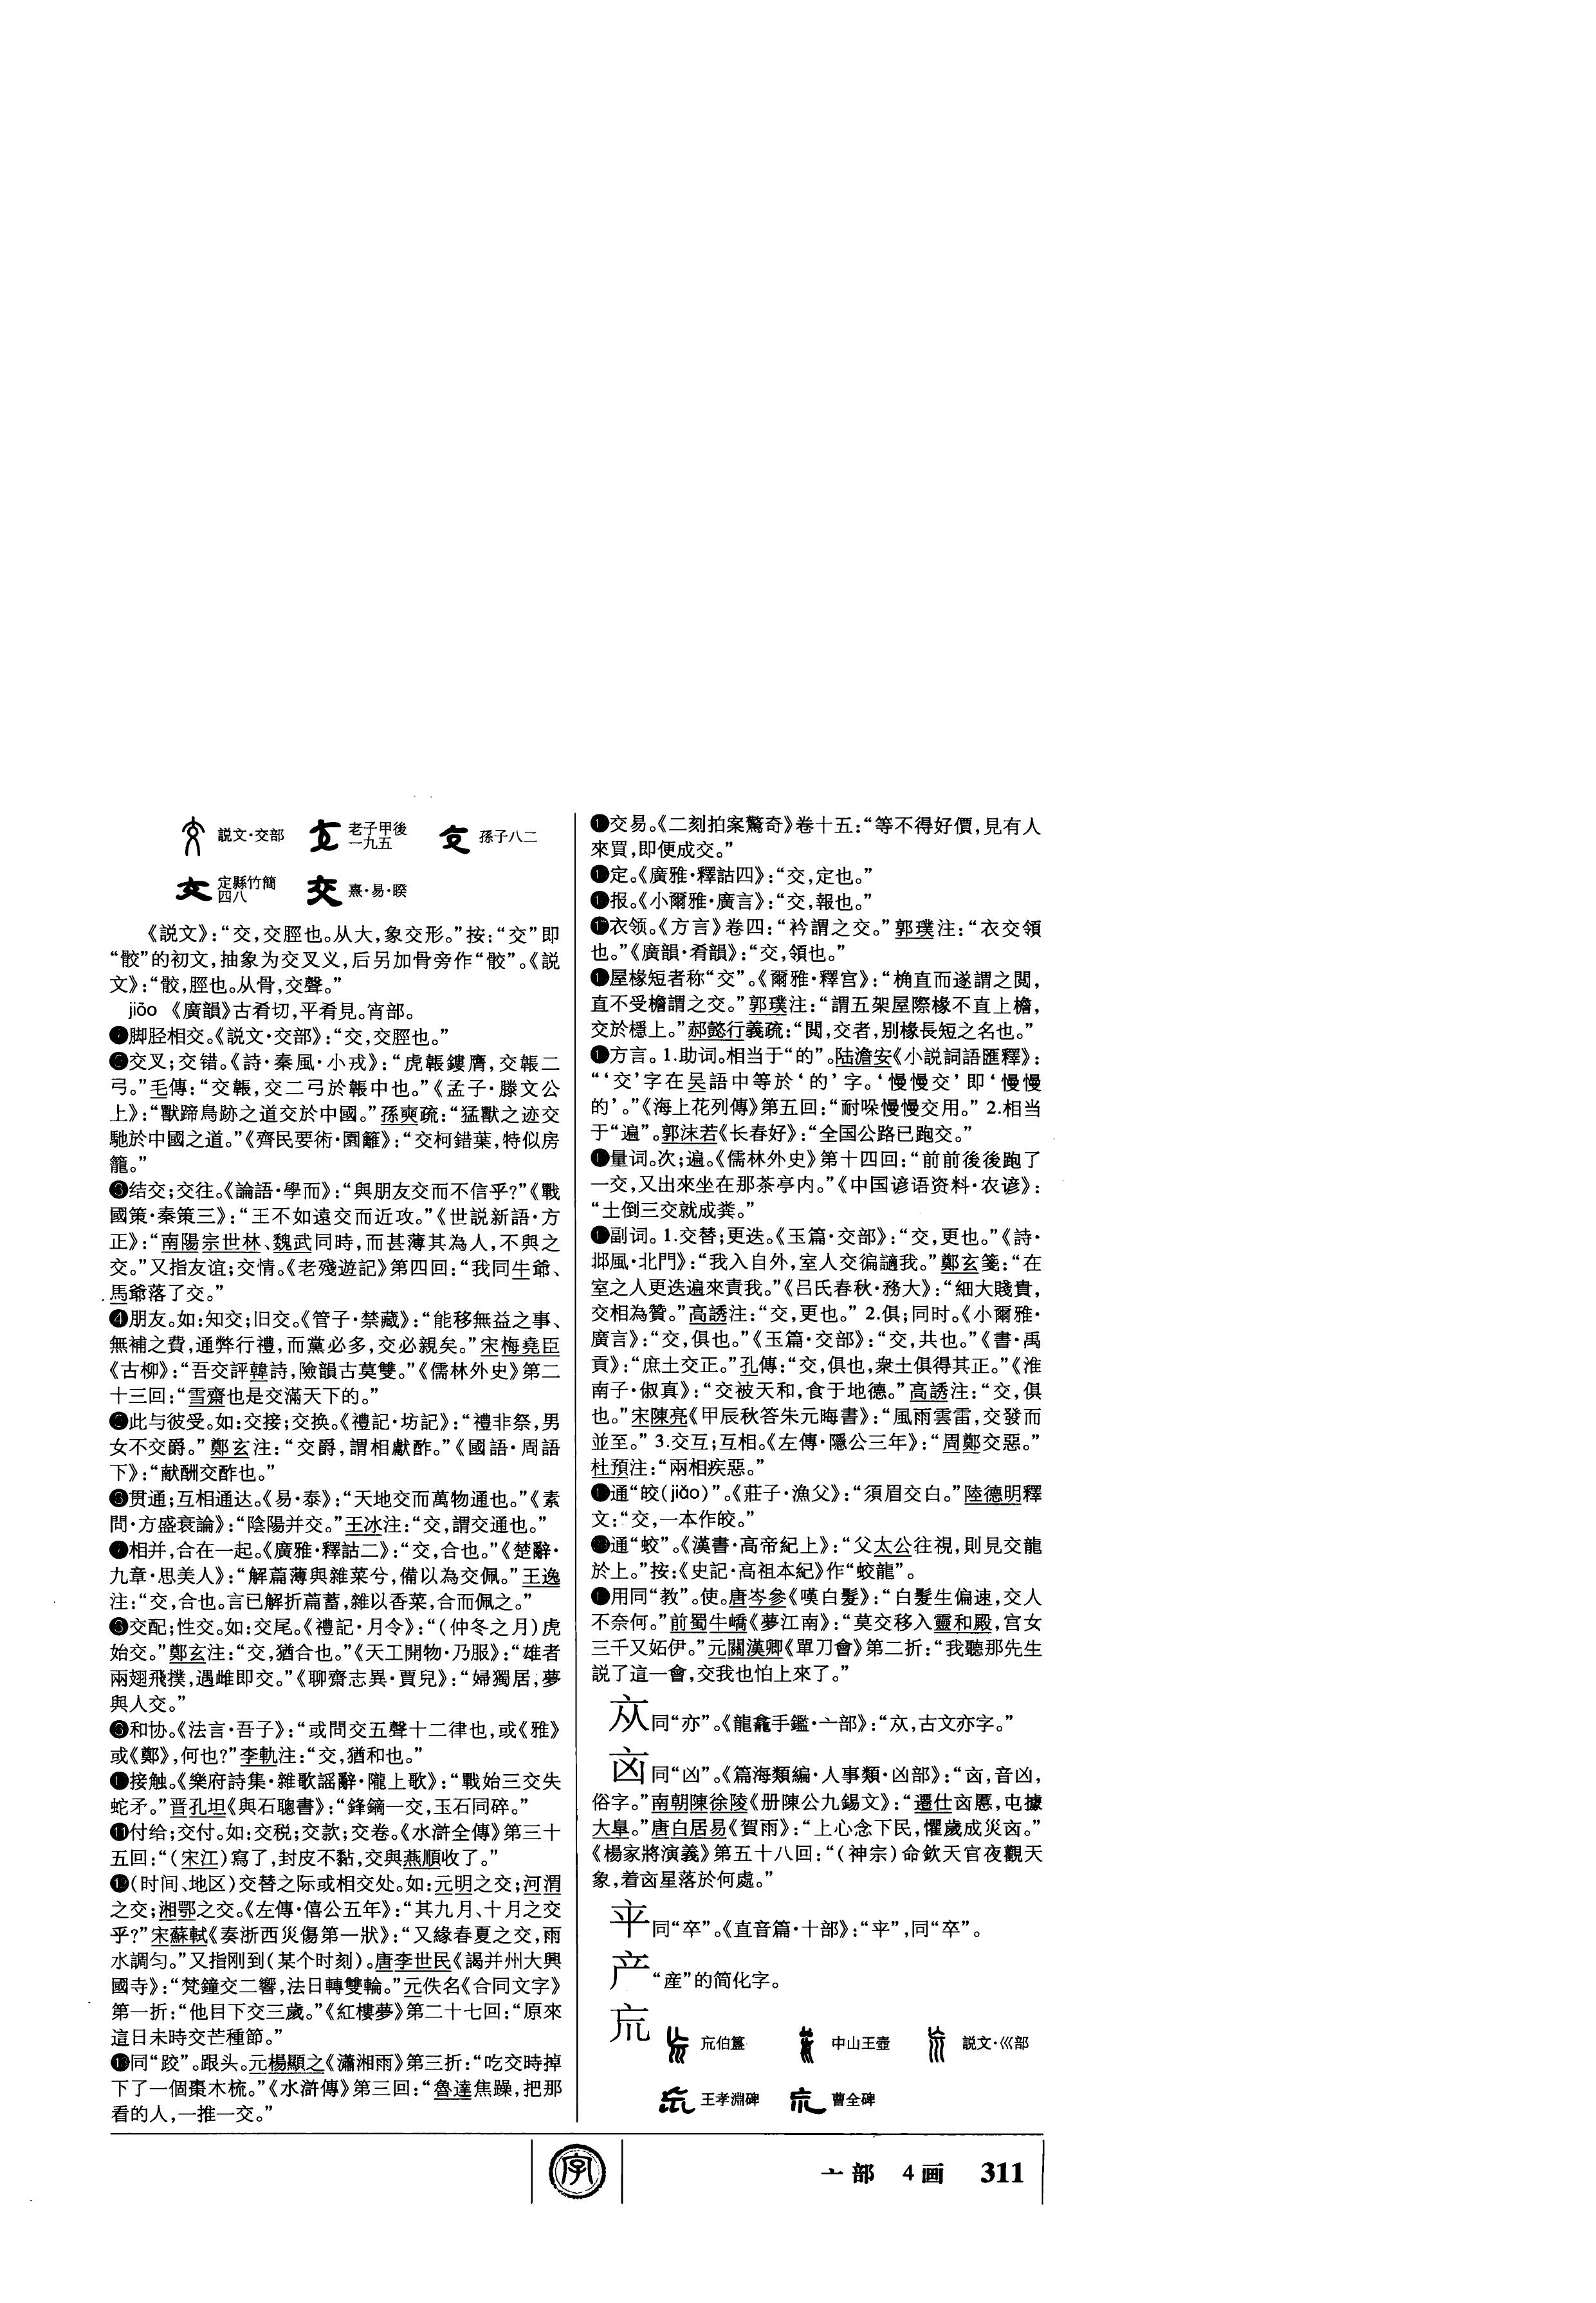 説文·交部 老子甲後一九五 孫子八二
定縣竹簡四八 熹·易·睽
《説文》：“交，交脛也。从大，象交形。”按：“交”即
“骹”的初文，抽象为交叉义，后另加骨旁作“骹”。《説
文》：“骹，脛也。从骨，交聲。”
jiāo 《廣韻》古肴切，平肴見。宵部。
脚胫相交。《説文·交部》：“交，交脛也。”
交叉；交错。《詩·秦風·小戎》：“虎韔鏤膺，交韔二
弓。”毛傳：“交韔，交二弓於韔中也。”《孟子·滕文公
上》：“獸蹄鳥跡之道交於中國。”孫奭疏：“猛獸之迹交
馳於中國之道。”《齊民要術·園籬》：“交柯錯葉，特似房
籠。”
❸结交；交往。《論語·學而》：“與朋友交而不信乎？”《戰
國策·秦策三》：“王不如遠交而近攻。”《世説新語·方
正》：“南陽宗世林、魏武同時，而甚薄其為人，不與之
交。”又指友谊；交情。《老殘遊記》第四回：“我同牛爺、
馬爺落了交。”
❹朋友。如：知交；旧交。《管子·禁藏》：“能移無益之事、
無補之費，通弊行禮，而黨必多，交必親矣。”宋梅堯臣
《古柳》：“吾交評韓詩，險韻古莫雙。”《儒林外史》第二
十三回：“雪齋也是交滿天下的。”
此与彼受。如：交接；交换。《禮記·坊記》：“禮非祭，男
女不交爵。”鄭玄注：“交爵，謂相獻酢。”《國語·周語
下》：“献酬交酢也。”
贯通；互相通达。《易·泰》：“天地交而萬物通也。”《素
問·方盛衰論》：“陰陽并交。”王冰注：“交，謂交通也。”
相并，合在一起。《廣雅·釋詁二》：“交，合也。”《楚辭·
九章·思美人》：“解萹薄與雜菜兮，備以為交佩。”王逸
注：“交，合也。言已解折萹蓄，雜以香菜，合而佩之。”
交配；性交。如：交尾。《禮記·月令》：“（仲冬之月）虎
始交。”鄭玄注：“交，猶合也。”《天工開物·乃服》：“雄者
兩翅飛撲，遇雌即交。”《聊齋志異·賈兒》：“婦獨居，夢
與人交。”
和协。《法言·吾子》：“或問交五聲十二律也，或《雅》
或《鄭》，何也？”李軌注：“交，猶和也。”
接触。《樂府詩集·雜歌謡辭·隴上歌》：“戰始三交失
蛇矛。”晋孔坦《與石聰書》：“鋒鏑一交，玉石同碎。”
⓫付给；交付。如：交税；交款；交卷。《水滸全傳》第三十
五回：“（宋江）寫了，封皮不黏，交與燕順收了。”
（时间、地区）交替之际或相交处。如：元明之交；河渭
之交；湘鄂之交。《左傳·僖公五年》：“其九月、十月之交
乎？”宋蘇軾《奏浙西災傷第一狀》：“又緣春夏之交，雨
水調匀。”又指刚到（某个时刻）。唐李世民《謁并州大興
國寺》：“梵鐘交二響，法日轉雙輪。”元佚名《合同文字》
第一折：“他目下交三歲。”《紅樓夢》第二十七回：“原來
這日未時交芒種節。”
同“跤”。跟头。元楊顯之《瀟湘雨》第三折：“吃交時掉
下了一個棗木梳。”《水滸傳》第三回：“魯達焦躁，把那
看的人，一推一交。”
交易。《二刻拍案驚奇》卷十五：“等不得好價，見有人
來買，即便成交。”
定。《廣雅·釋詁四》：“交，定也。”
报。《小爾雅·廣言》：“交，報也。”
衣领。《方言》卷四：“衿謂之交。”郭璞注：“衣交領
也。”《廣韻·肴韻》：“交，領也。”
屋椽短者称“交”。《爾雅·釋宫》：“桷直而遂謂之閲，
直不受檐謂之交。”郭璞注：“謂五架屋際椽不直上檐，
交於檼上。”郝懿行義疏：“閲，交者，别椽長短之名也。”
方言。1.助词。相当于“的”。陆澹安《小説詞語匯釋》：
“‘交’字在吴語中等於‘的’字。‘慢慢交’即‘慢慢
的’。”《海上花列傳》第五回：“耐哚慢慢交用。”2.相当
于“遍”。郭沫若《长春好》：“全国公路已跑交。”
量词。次；遍。《儒林外史》第十四回：“前前後後跑了
一交，又出來坐在那茶亭内。”《中国谚语资料·农谚》：
“土倒三交就成粪。”
副词。1.交替；更迭。《玉篇·交部》：“交，更也。”《詩·
邶風·北門》：“我入自外，室人交徧讁我。”鄭玄箋：“在
室之人更迭遍來責我。”《吕氏春秋·務大》：“細大賤貴，
交相為贊。”高誘注：“交，更也。”2.俱；同时。《小爾雅·
廣言》：“交，俱也。”《玉篇·交部》：“交，共也。”《書·禹
貢》：“庶土交正。”孔傳：“交，俱也，衆土俱得其正。”《淮
南子·俶真》：“交被天和，食于地德。”高誘注：“交，俱
也。”宋陳亮《甲辰秋答朱元晦書》：“風雨雲雷，交發而
並至。”3.交互；互相。《左傳·隱公三年》：“周鄭交惡。”
杜預注：“兩相疾惡。”
通“皎（jiǎo）”。《莊子·漁父》：“須眉交白。”陸德明釋
文：“交，一本作皎。”
通“蛟”。《漢書·高帝紀上》：“父太公往視，則見交龍
於上。”按：《史記·高祖本紀》作“蛟龍”。
用同“教”。使。唐岑參《嘆白髮》：“白髮生偏速，交人
不奈何。”前蜀牛嶠《夢江南》：“莫交移入靈和殿，宫女
三千又妬伊。”元關漢卿《單刀會》第二折：“我聽那先生
説了這一會，交我也怕上來了。”
亣同“亦”。《龍龕手鑑·亠部》：“亣，古文亦字。”
㐫同“凶”。《篇海類編·人事類·凶部》：“㐫，音凶，
俗字。”南朝陳徐陵《册陳公九錫文》：“遷仕㐫慝，屯據
大皐。”唐白居易《賀雨》：“上心念下民，懼歲成災㐫。”
《楊家將演義》第五十八回：“（神宗）命欽天官夜觀天
象，着㐫星落於何處。”
同“卒”。《直音篇·十部》：“”，同“卒”。
产“産”的简化字。
㐬 㐬伯簋 中山王壺 説文·巛部
王孝淵碑 曹全碑
字
亠部 4画 311